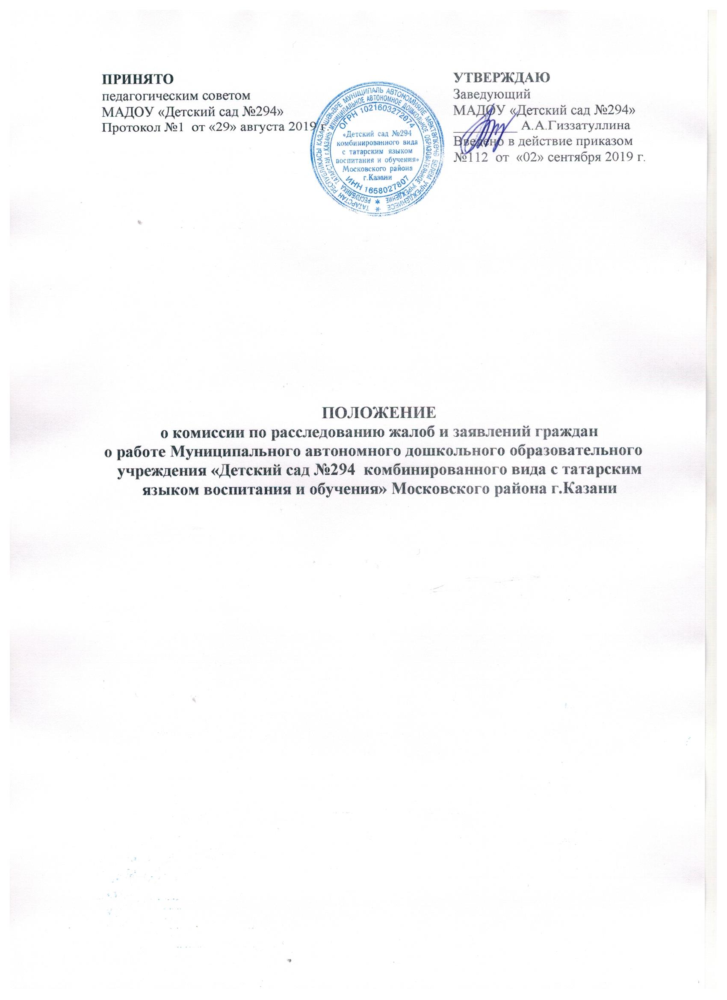 ПРИНЯТО
педагогическим советом
МАДОУ «Детский сад №294»
Протокол №1 от «29» августа 2019 г.
УТВЕРЖДАЮ
Заведующий
МАДОУ «Детский сад №294»
__________ А.А.Гиззатуллина
Введено в действие приказом
№112 от «02» сентября 2019 г.
ТАТАРСТАН РЕСПУБЛИКАСЫ КАЗАН ШӘҺӘРЕ МУНИЦИПАЛЬ АВТОНОМИЯЛЕ МӘКТӘПКӘЧӘ БЕЛЕМ УЧРЕЖДЕНИЕСЕ
РЕСПУБЛИКА ТАТАРСТАН г.КАЗАНЬ МУНИЦИПАЛЬНОЕ АВТОНОМНОЕ ДОШКОЛЬНОЕ ОБРАЗОВАТЕЛЬНОЕ УЧРЕЖДЕНИЕ
ОГРН 1021603272074
«Детский сад №294
комбинированного вида
с татарским языком
воспитания и обучения»
Московского района
г.Казани
ИНН 1658027807
ПОЛОЖЕНИЕ
о комиссии по расследованию жалоб и заявлений граждан
о работе Муниципального автономного дошкольного образовательного
учреждения «Детский сад №294 комбинированного вида с татарским
языком воспитания и обучения» Московского района г.Казани